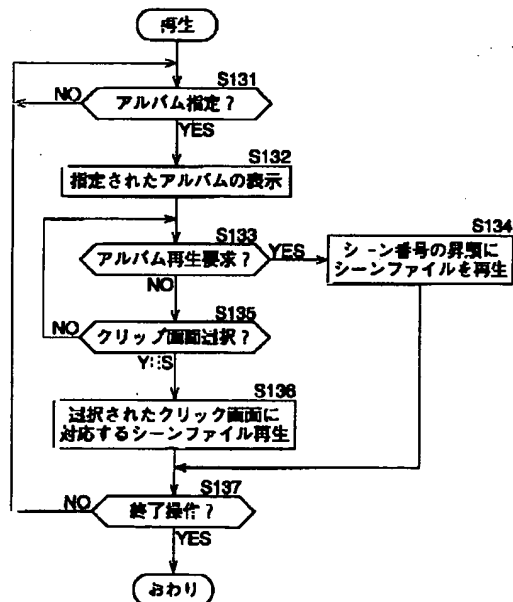 再生
S131
NO
アルバム指定?
YES
S132
指定されたアルバムの表示
S133
アルバム再生要求?
YES
NO
S134
シーン番号の昇順に
シーンファイルを再生
S135
NO
クリップ画面選択?
YES
S136
選択されたクリック画面に
対応するシーンファイル再生
S137
NO
終了操作?
YES
おわり